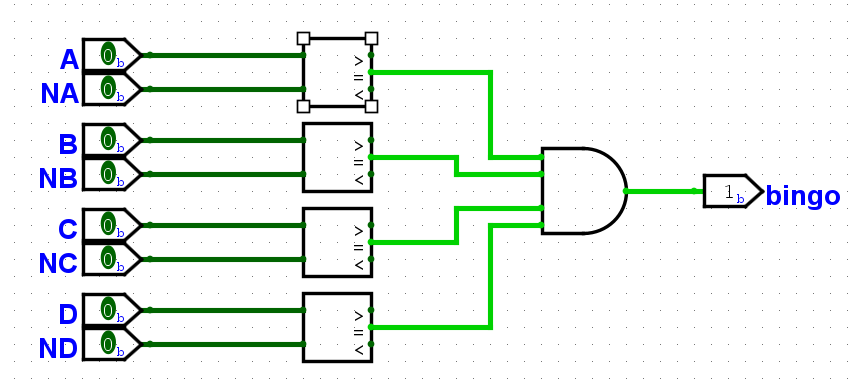 A 0b
>
NA 0b
=
<
B 0b
>
NB 0b
=
<
1b bingo
C 0b
>
NC 0b
=
<
D 0b
>
ND 0b
=
<